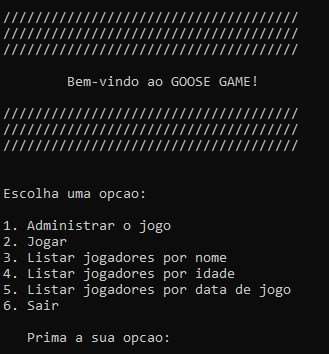 /////////////////////////////////////
/////////////////////////////////////
/////////////////////////////////////
Bem-vindo ao GOOSE GAME!
/////////////////////////////////////
/////////////////////////////////////
/////////////////////////////////////
Escolha uma opcao:
1. Administrar o jogo
2. Jogar
3. Listar jogadores por nome
4. Listar jogadores por idade
5. Listar jogadores por data de jogo
6. Sair
Prima a sua opcao: